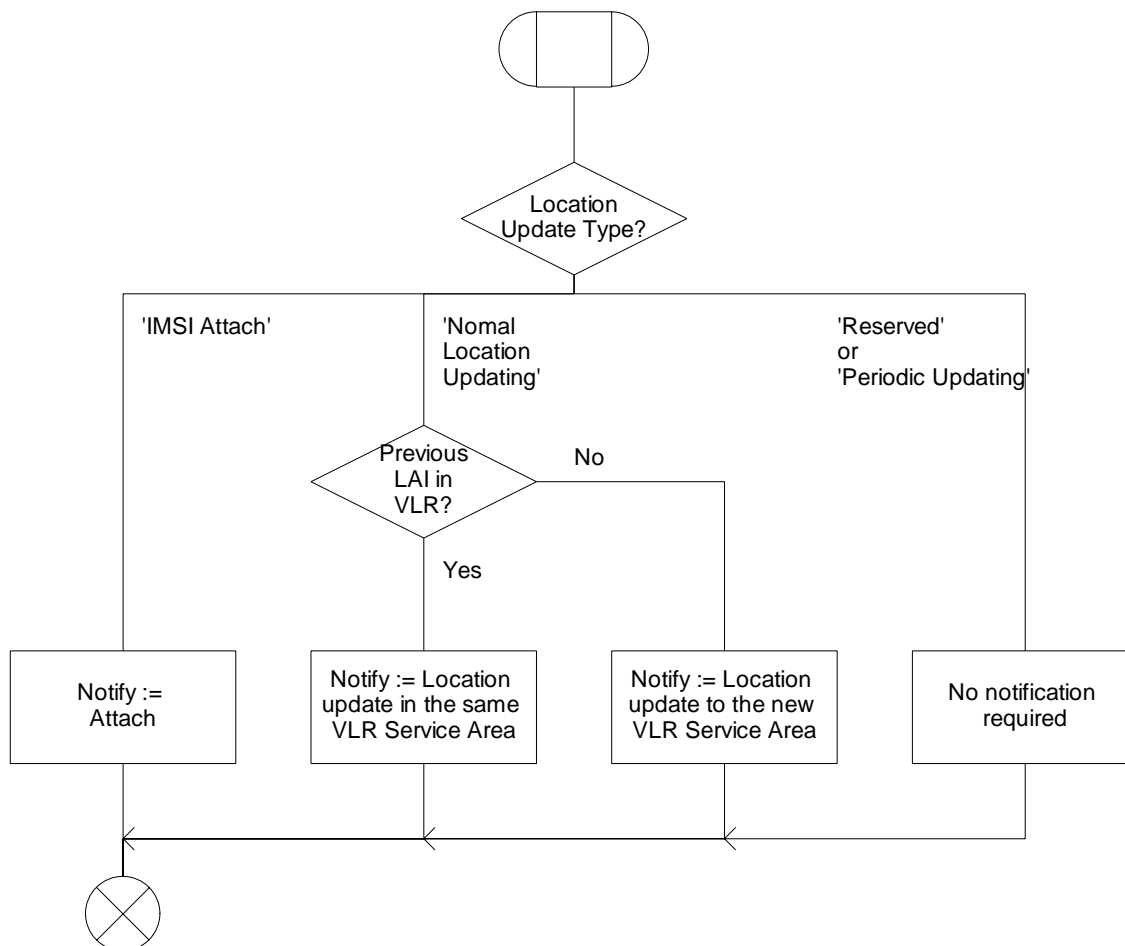 Location
Update Type?
'IMSI Attach'
'Nomal
Location
Updating'
'Reserved'
or
'Periodic Updating'
Previous
LAI in
VLR?
No
Yes
Notify :=
Attach
Notify := Location
update in the same
VLR Service Area
Notify := Location
update to the new
VLR Service Area
No notification
required